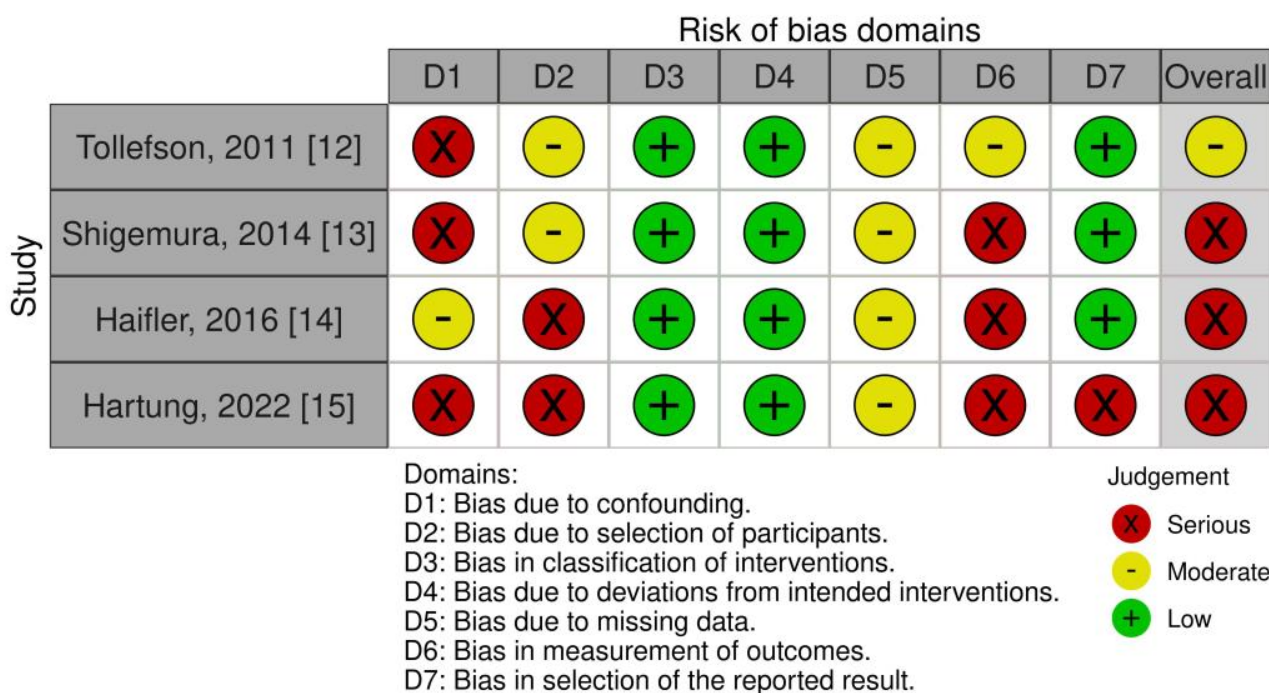 Risk of bias domains
D1 D2 D3 D4 D5 D6 D7 Overall
Study
Tollefson, 2011 [12] X - + + - - + -
Shigemura, 2014 [13] X - + + - X + X
Haifler, 2016 [14] - X + + - X + X
Hartung, 2022 [15] X X + + - X X X
Domains:
D1: Bias due to confounding.
D2: Bias due to selection of participants.
D3: Bias in classification of interventions.
D4: Bias due to deviations from intended interventions.
D5: Bias due to missing data.
D6: Bias in measurement of outcomes.
D7: Bias in selection of the reported result.
Judgement
X Serious
- Moderate
+ Low